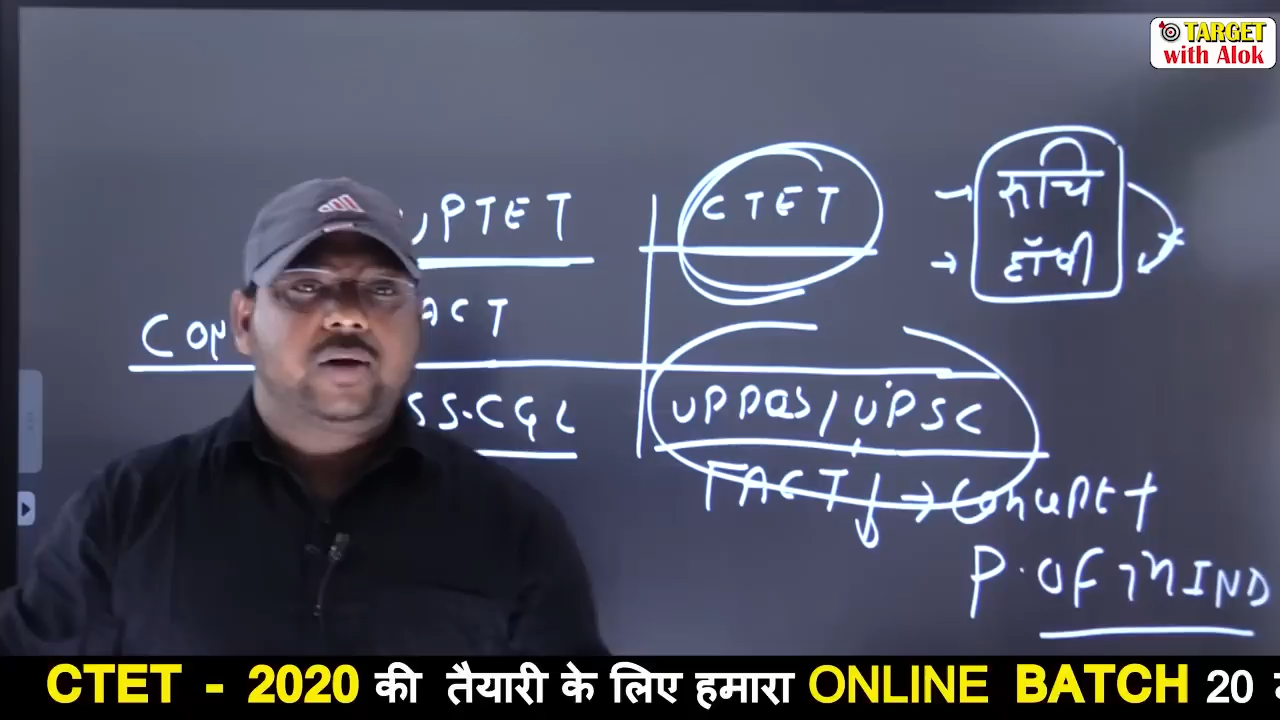 TARGET
with Alok
UPTET | CTET → रुचि
→ हॉबी
CON ACT
SS.CGL UPPCS/UPSC
FACT → Concept
P. OF MIND
CTET - 2020 की तैयारी के लिए हमारा ONLINE BATCH 20